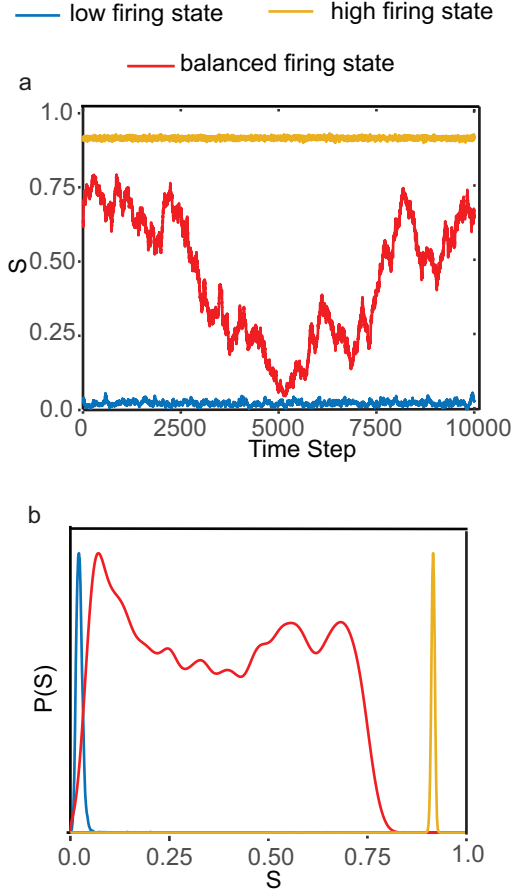 low firing state
high firing state
balanced firing state
a
1.0
0.75
0.50
0.25
0.0
S
0 2500 5000 7500 10000
Time Step
b
P(S)
0.0 0.25 0.50 0.75 1.0
S